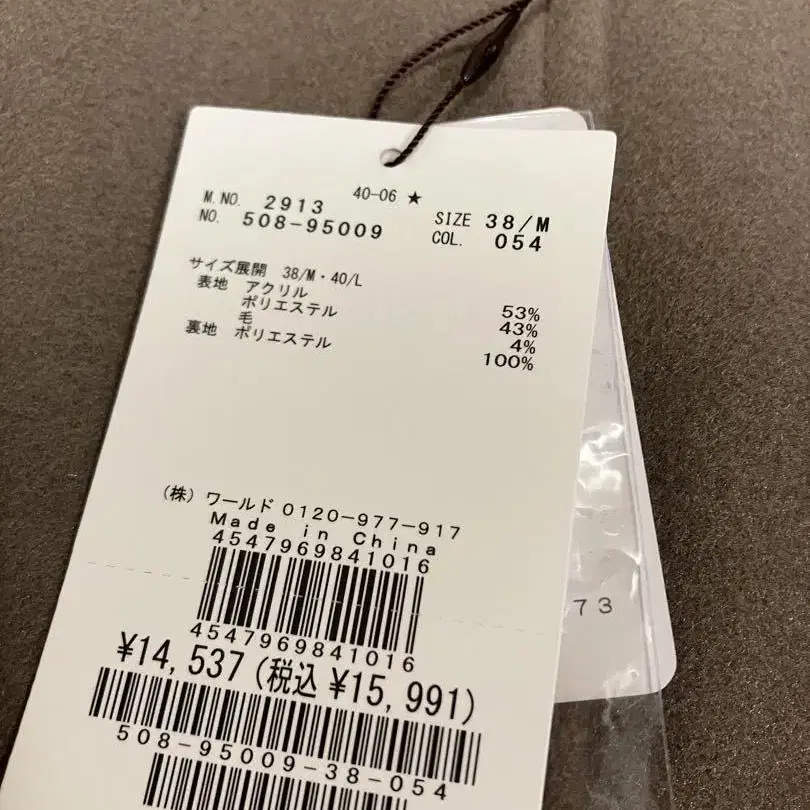 40-06 ★
M.NO. 2913
NO. 508-95009
SIZE 38/M
COL. 054
サイズ展開 38/M・40/L
表地 アクリル 53%
ポリエステル 43%
毛 4%
裏地 ポリエステル 100%
(株) ワールド 0120-977-917
Made in China
4547969841016
4547969841016
¥14,537 (税込 ¥15,991)
508-95009-38-054
73